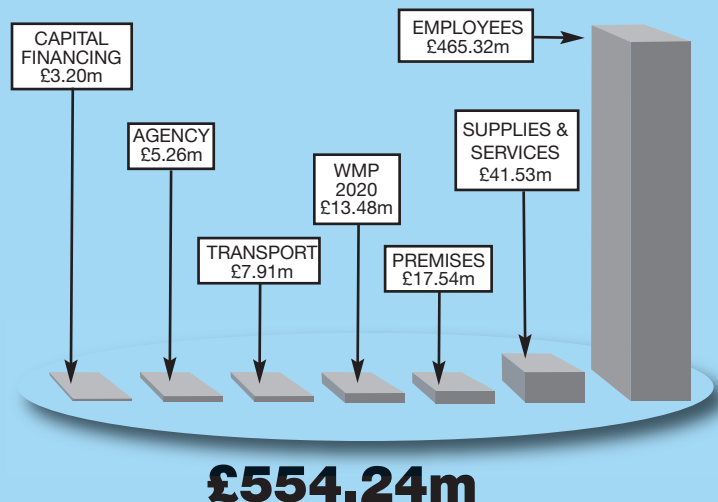 CAPITAL
FINANCING
£3.20m
AGENCY
£5.26m
TRANSPORT
£7.91m
WMP
2020
£13.48m
PREMISES
£17.54m
SUPPLIES &
SERVICES
£41.53m
EMPLOYEES
£465.32m
£554.24m